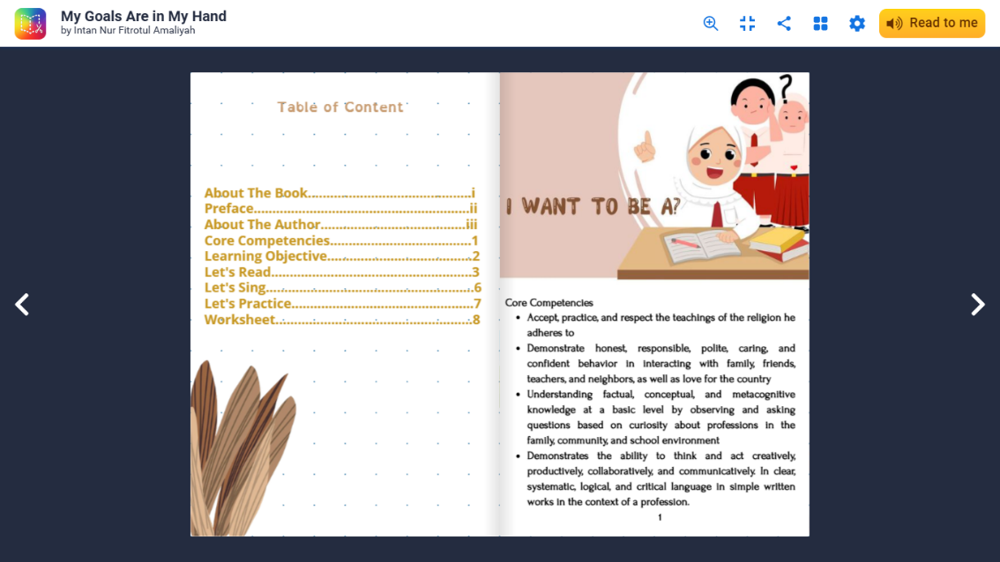 My Goals Are in My Hand
by Intan Nur Fitrotul Amaliyah
Read to me
Table of Content
About The Book..........................................i
Preface.......................................................ii
About The Author.....................................iii
Core Competencies....................................1
Learning Objective.....................................2
Let's Read...................................................3
Let's Sing.....................................................6
Let's Practice..............................................7
Worksheet..................................................8
?
I WANT TO BE A?
Core Competencies
• Accept, practice, and respect the teachings of the religion he
adheres to
• Demonstrate honest, responsible, polite, caring, and
confident behavior in interacting with family, friends,
teachers, and neighbors, as well as love for the country
• Understanding factual, conceptual, and metacognitive
knowledge at a basic level by observing and asking
questions based on curiosity about professions in the
family, community, and school environment
• Demonstrates the ability to think and act creatively,
productively, collaboratively, and communicatively. In clear,
systematic, logical, and critical language in simple written
works in the context of a profession.
1